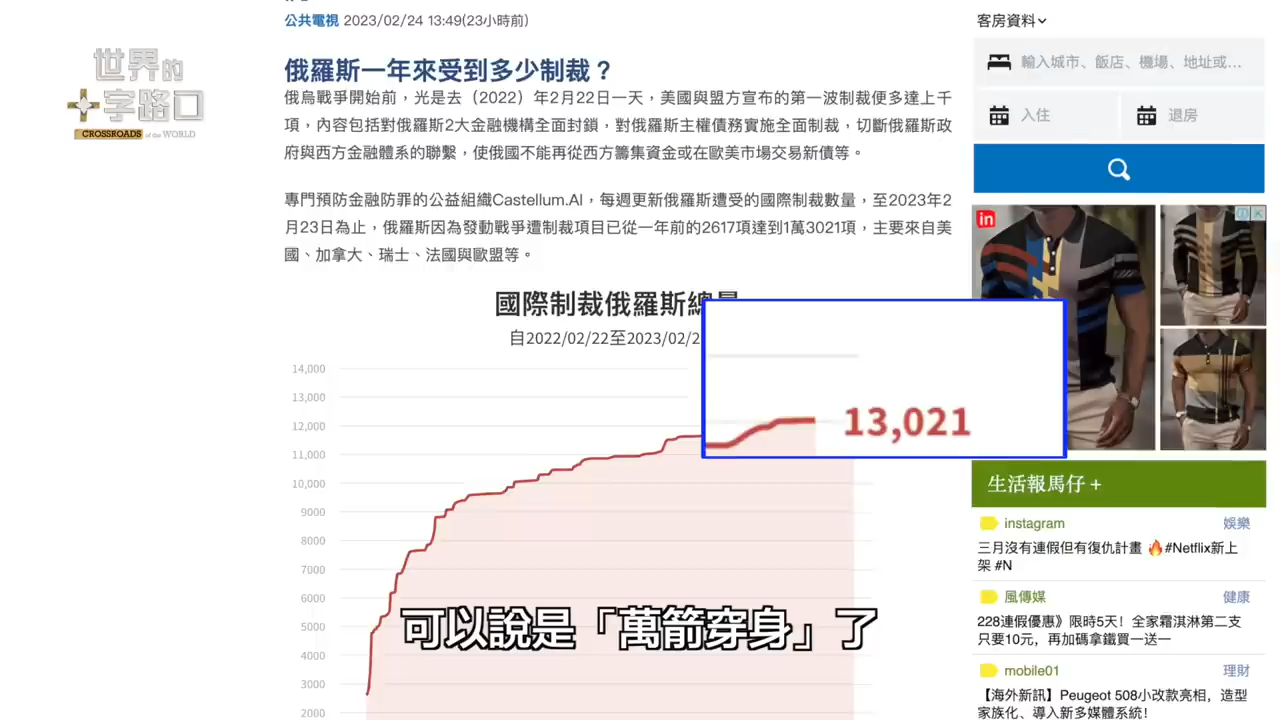 公共電視 2023/02/24 13:49(23小時前)
世界的
十字路口
CROSSROADS of the WORLD
俄羅斯一年來受到多少制裁？
俄烏戰爭開始前，光是去（2022）年2月22日一天，美國與盟方宣布的第一波制裁便多達上千
項，內容包括對俄羅斯2大金融機構全面封鎖，對俄羅斯主權債務實施全面制裁，切斷俄羅斯政
府與西方金融體系的聯繫，使俄國不能再從西方籌集資金或在歐美市場交易新債等。
專門預防金融防罪的公益組織Castellum.AI，每週更新俄羅斯遭受的國際制裁數量，至2023年2
月23日為止，俄羅斯因為發動戰爭遭制裁項目已從一年前的2617項達到1萬3021項，主要來自美
國、加拿大、瑞士、法國與歐盟等。
國際制裁俄羅斯總
自2022/02/22至2023/02/2
14,000
13,000
12,000
11,000
10,000
9000
8000
7000
6000
5000
4000
3000
2000
13,021
可以說是「萬箭穿身」了
客房資料
輸入城市、飯店、機場、地址或...
入住
退房
in
生活報馬仔 +
instagram 娛樂
三月沒有連假但有復仇計畫 🔥#Netflix新上
架 #N
風傳媒 健康
228連假優惠》限時5天！全家霜淇淋第二支
只要10元，再加碼拿鐵買一送一
mobile01 理財
【海外新訊】Peugeot 508小改款亮相，造型
家族化、導入新多媒體系統！